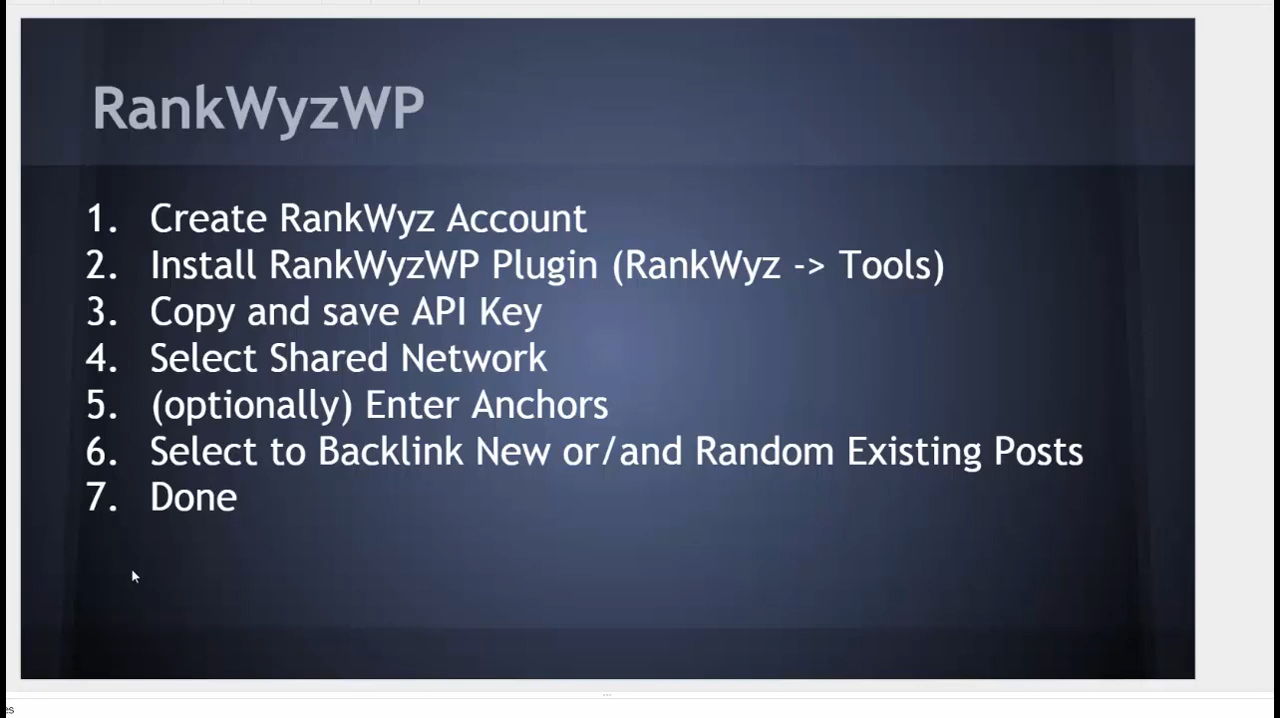 RankWyzWP
1. Create RankWyz Account
2. Install RankWyzWP Plugin (RankWyz -> Tools)
3. Copy and save API Key
4. Select Shared Network
5. (optionally) Enter Anchors
6. Select to Backlink New or/and Random Existing Posts
7. Done
es